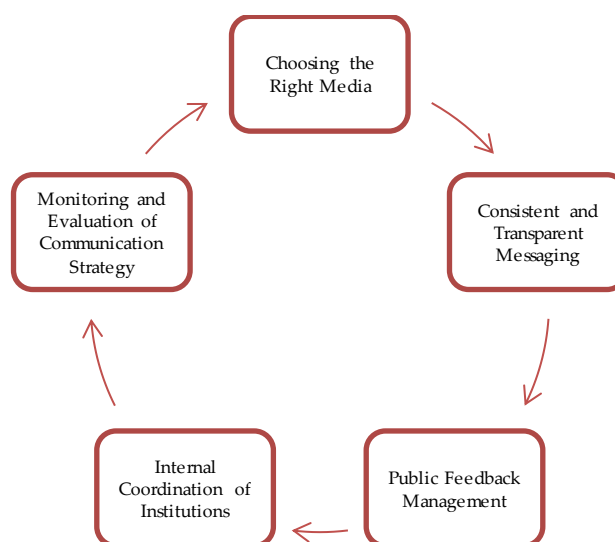 Choosing the
Right Media
Consistent and
Transparent
Messaging
Public Feedback
Management
Internal
Coordination of
Institutions
Monitoring and
Evaluation of
Communication
Strategy